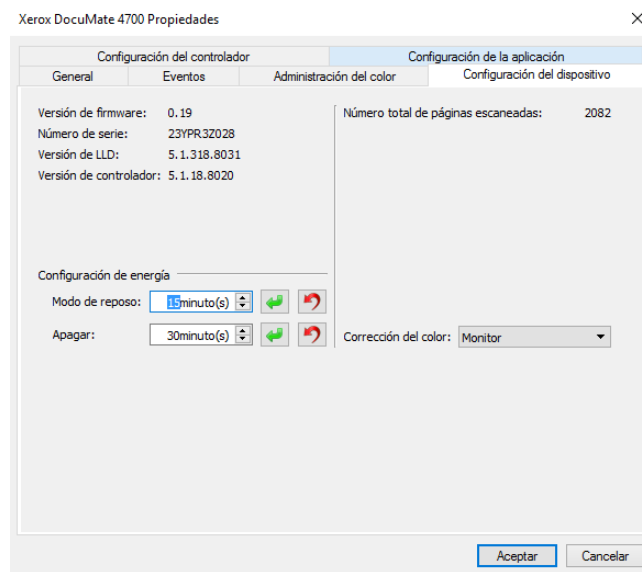 Xerox DocuMate 4700 Propiedades
Configuración del controlador
Configuración de la aplicación
General
Eventos
Administración del color
Configuración del dispositivo
Versión de firmware: 0.19
Número de serie: 23YPR3Z028
Versión de LLD: 5.1.318.8031
Versión de controlador: 5.1.18.8020
Número total de páginas escaneadas: 2082
Configuración de energía
Modo de reposo: 15minuto(s)
Apagar: 30minuto(s)
Corrección del color: Monitor
Aceptar
Cancelar